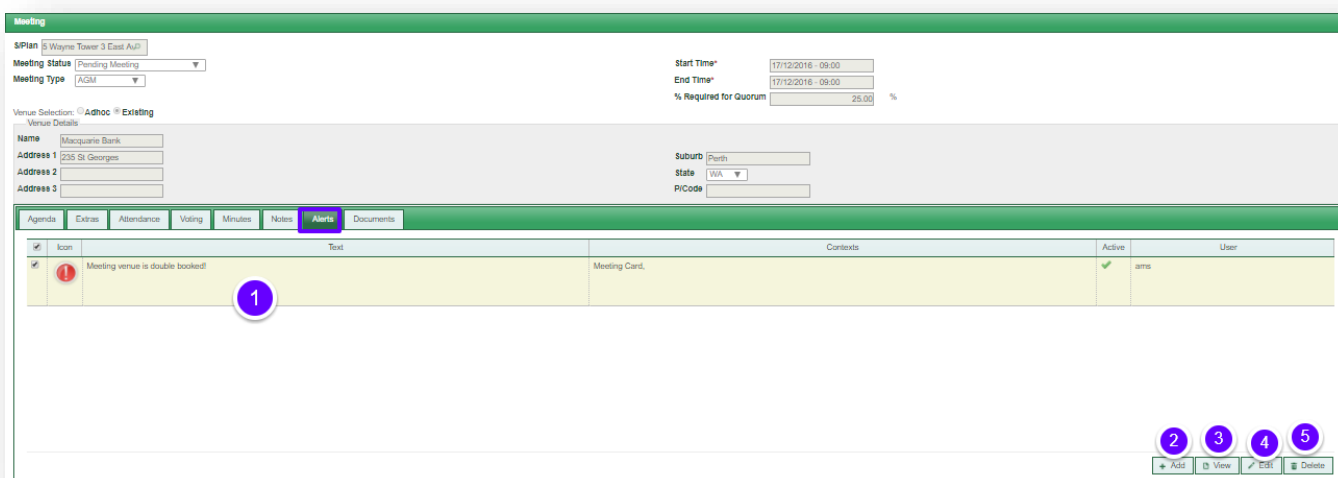 Meeting
S/Plan 5 Wayne Tower 3 East Av
Meeting Status Pending Meeting
Start Time* 17/12/2016 - 09:00
Meeting Type AGM
End Time* 17/12/2016 - 09:00
% Required for Quorum 25.00 %
Venue Selection: Adhoc Existing
Venue Details
Name Macquarie Bank
Address 1 235 St Georges
Suburb Perth
Address 2
State WA
Address 3
P/Code
Agenda Extras Attendance Voting Minutes Notes Alerts Documents
Icon Text Contexts Active User
Meeting venue is double booked! Meeting Card, ams
1
2 3 4 5
Add View Edit Delete